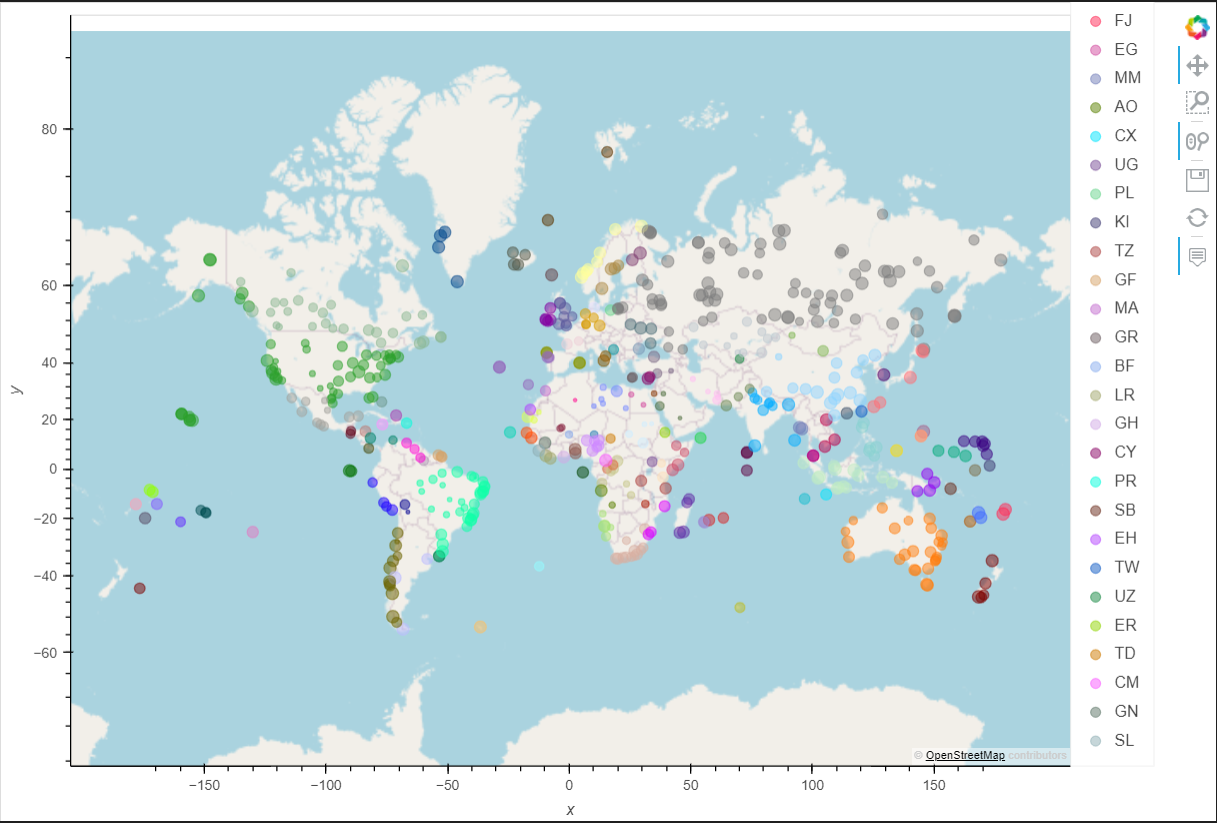 FJ
EG
MM
AO
CX
UG
PL
KI
TZ
GF
MA
GR
BF
LR
GH
CY
PR
SB
EH
TW
UZ
ER
TD
CM
GN
SL
80
60
40
20
0
−20
−40
−60
y
© OpenStreetMap contributors
−150
−100
−50
0
50
100
150
x